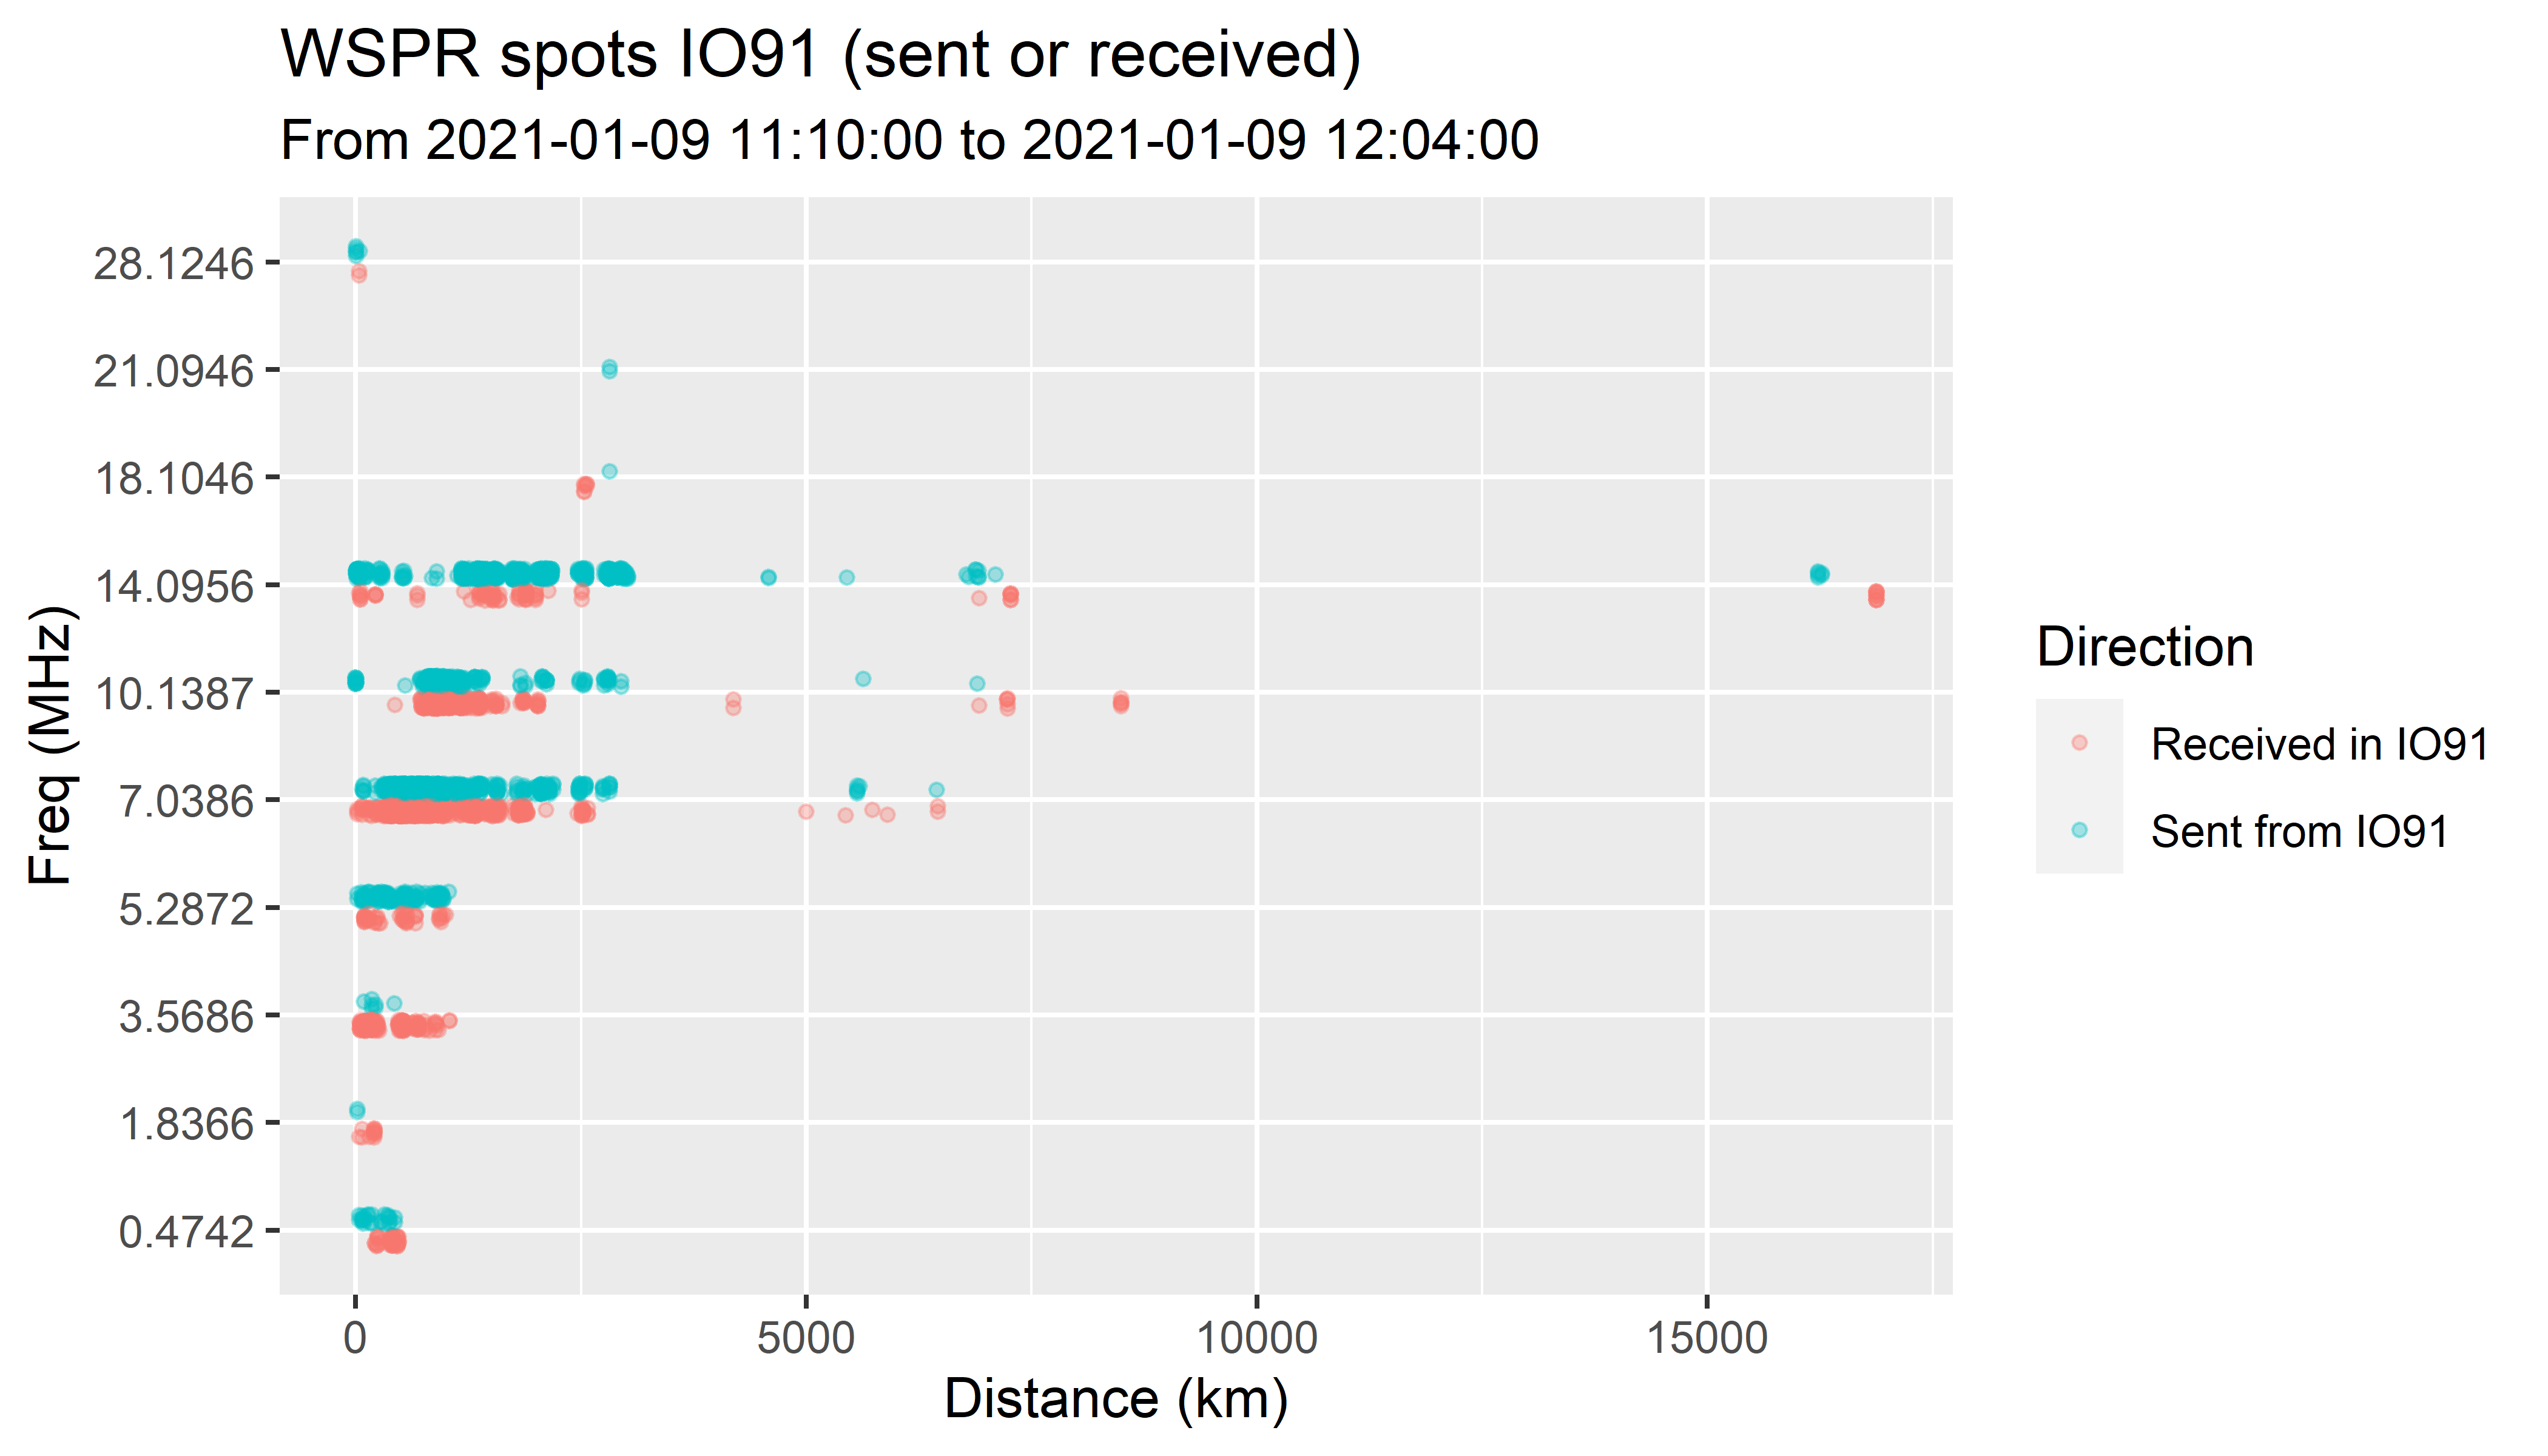 WSPR spots IO91 (sent or received)
From 2021-01-09 11:10:00 to 2021-01-09 12:04:00
28.1246
21.0946
18.1046
14.0956
10.1387
7.0386
5.2872
3.5686
1.8366
0.4742
Freq (MHz)
0 5000 10000 15000
Distance (km)
Direction
Received in IO91
Sent from IO91